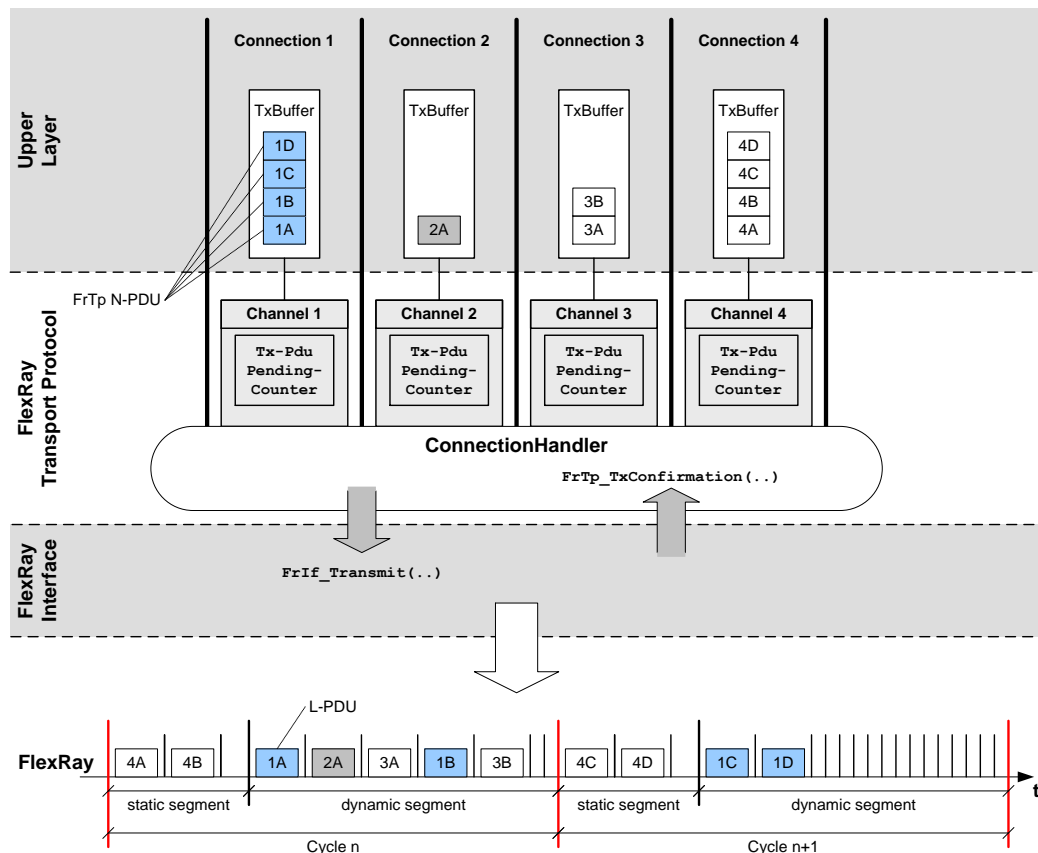 Connection 1
Connection 2
Connection 3
Connection 4
Upper
Layer
TxBuffer
TxBuffer
TxBuffer
TxBuffer
1D
1C
1B
1A
2A
3B
3A
4D
4C
4B
4A
FrTp N-PDU
FlexRay
Transport Protocol
Channel 1
Channel 2
Channel 3
Channel 4
Tx-Pdu
Pending-
Counter
Tx-Pdu
Pending-
Counter
Tx-Pdu
Pending-
Counter
Tx-Pdu
Pending-
Counter
ConnectionHandler
FrTp_TxConfirmation(..)
FlexRay
Interface
FrIf_Transmit(..)
L-PDU
FlexRay
4A
4B
1A
2A
3A
1B
3B
4C
4D
1C
1D
t
static segment
dynamic segment
static segment
dynamic segment
Cycle n
Cycle n+1